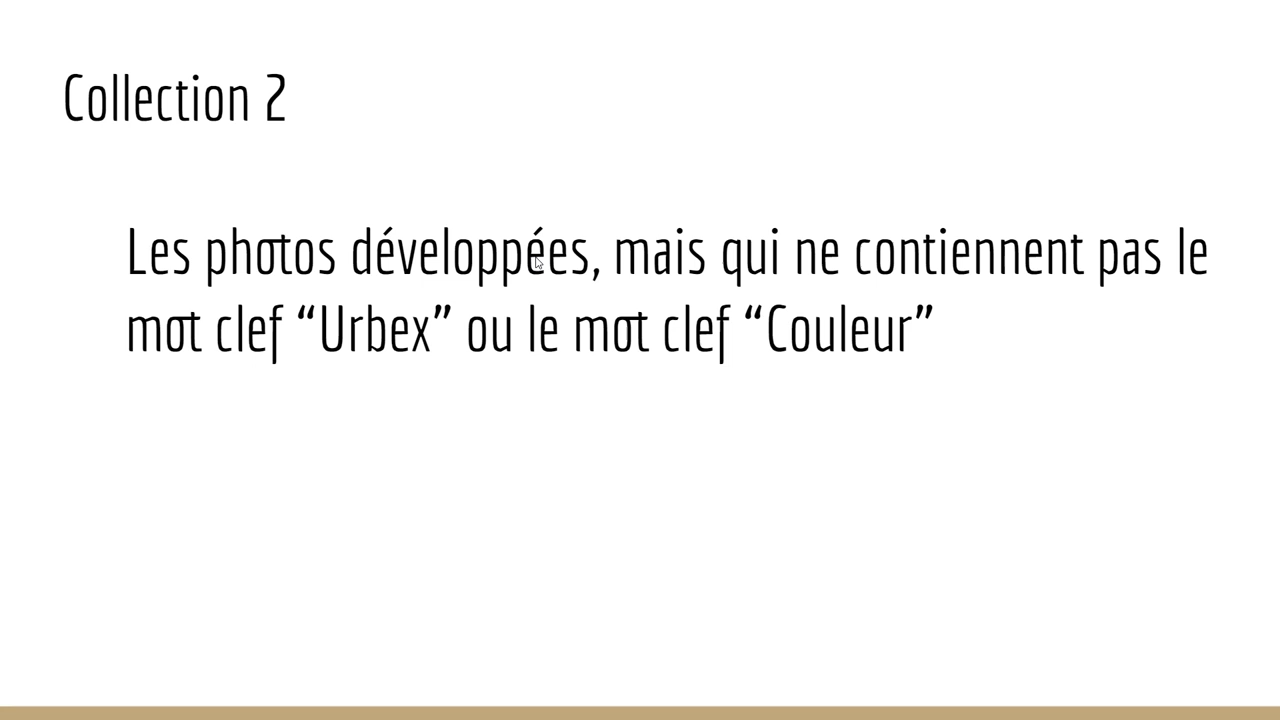 Collection 2
Les photos développées, mais qui ne contiennent pas le
mot clef “Urbex” ou le mot clef “Couleur”